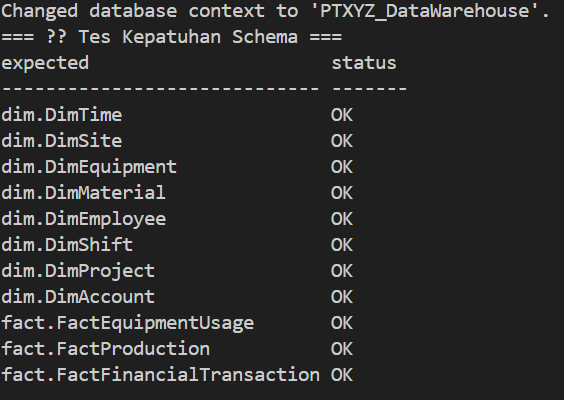 Changed database context to 'PTXYZ_DataWarehouse'.
=== ?? Tes Kepatuhan Schema ===
expected                     status
---------------------------- -------
dim.DimTime                  OK
dim.DimSite                  OK
dim.DimEquipment             OK
dim.DimMaterial              OK
dim.DimEmployee              OK
dim.DimShift                 OK
dim.DimProject               OK
dim.DimAccount               OK
fact.FactEquipmentUsage      OK
fact.FactProduction          OK
fact.FactFinancialTransaction OK